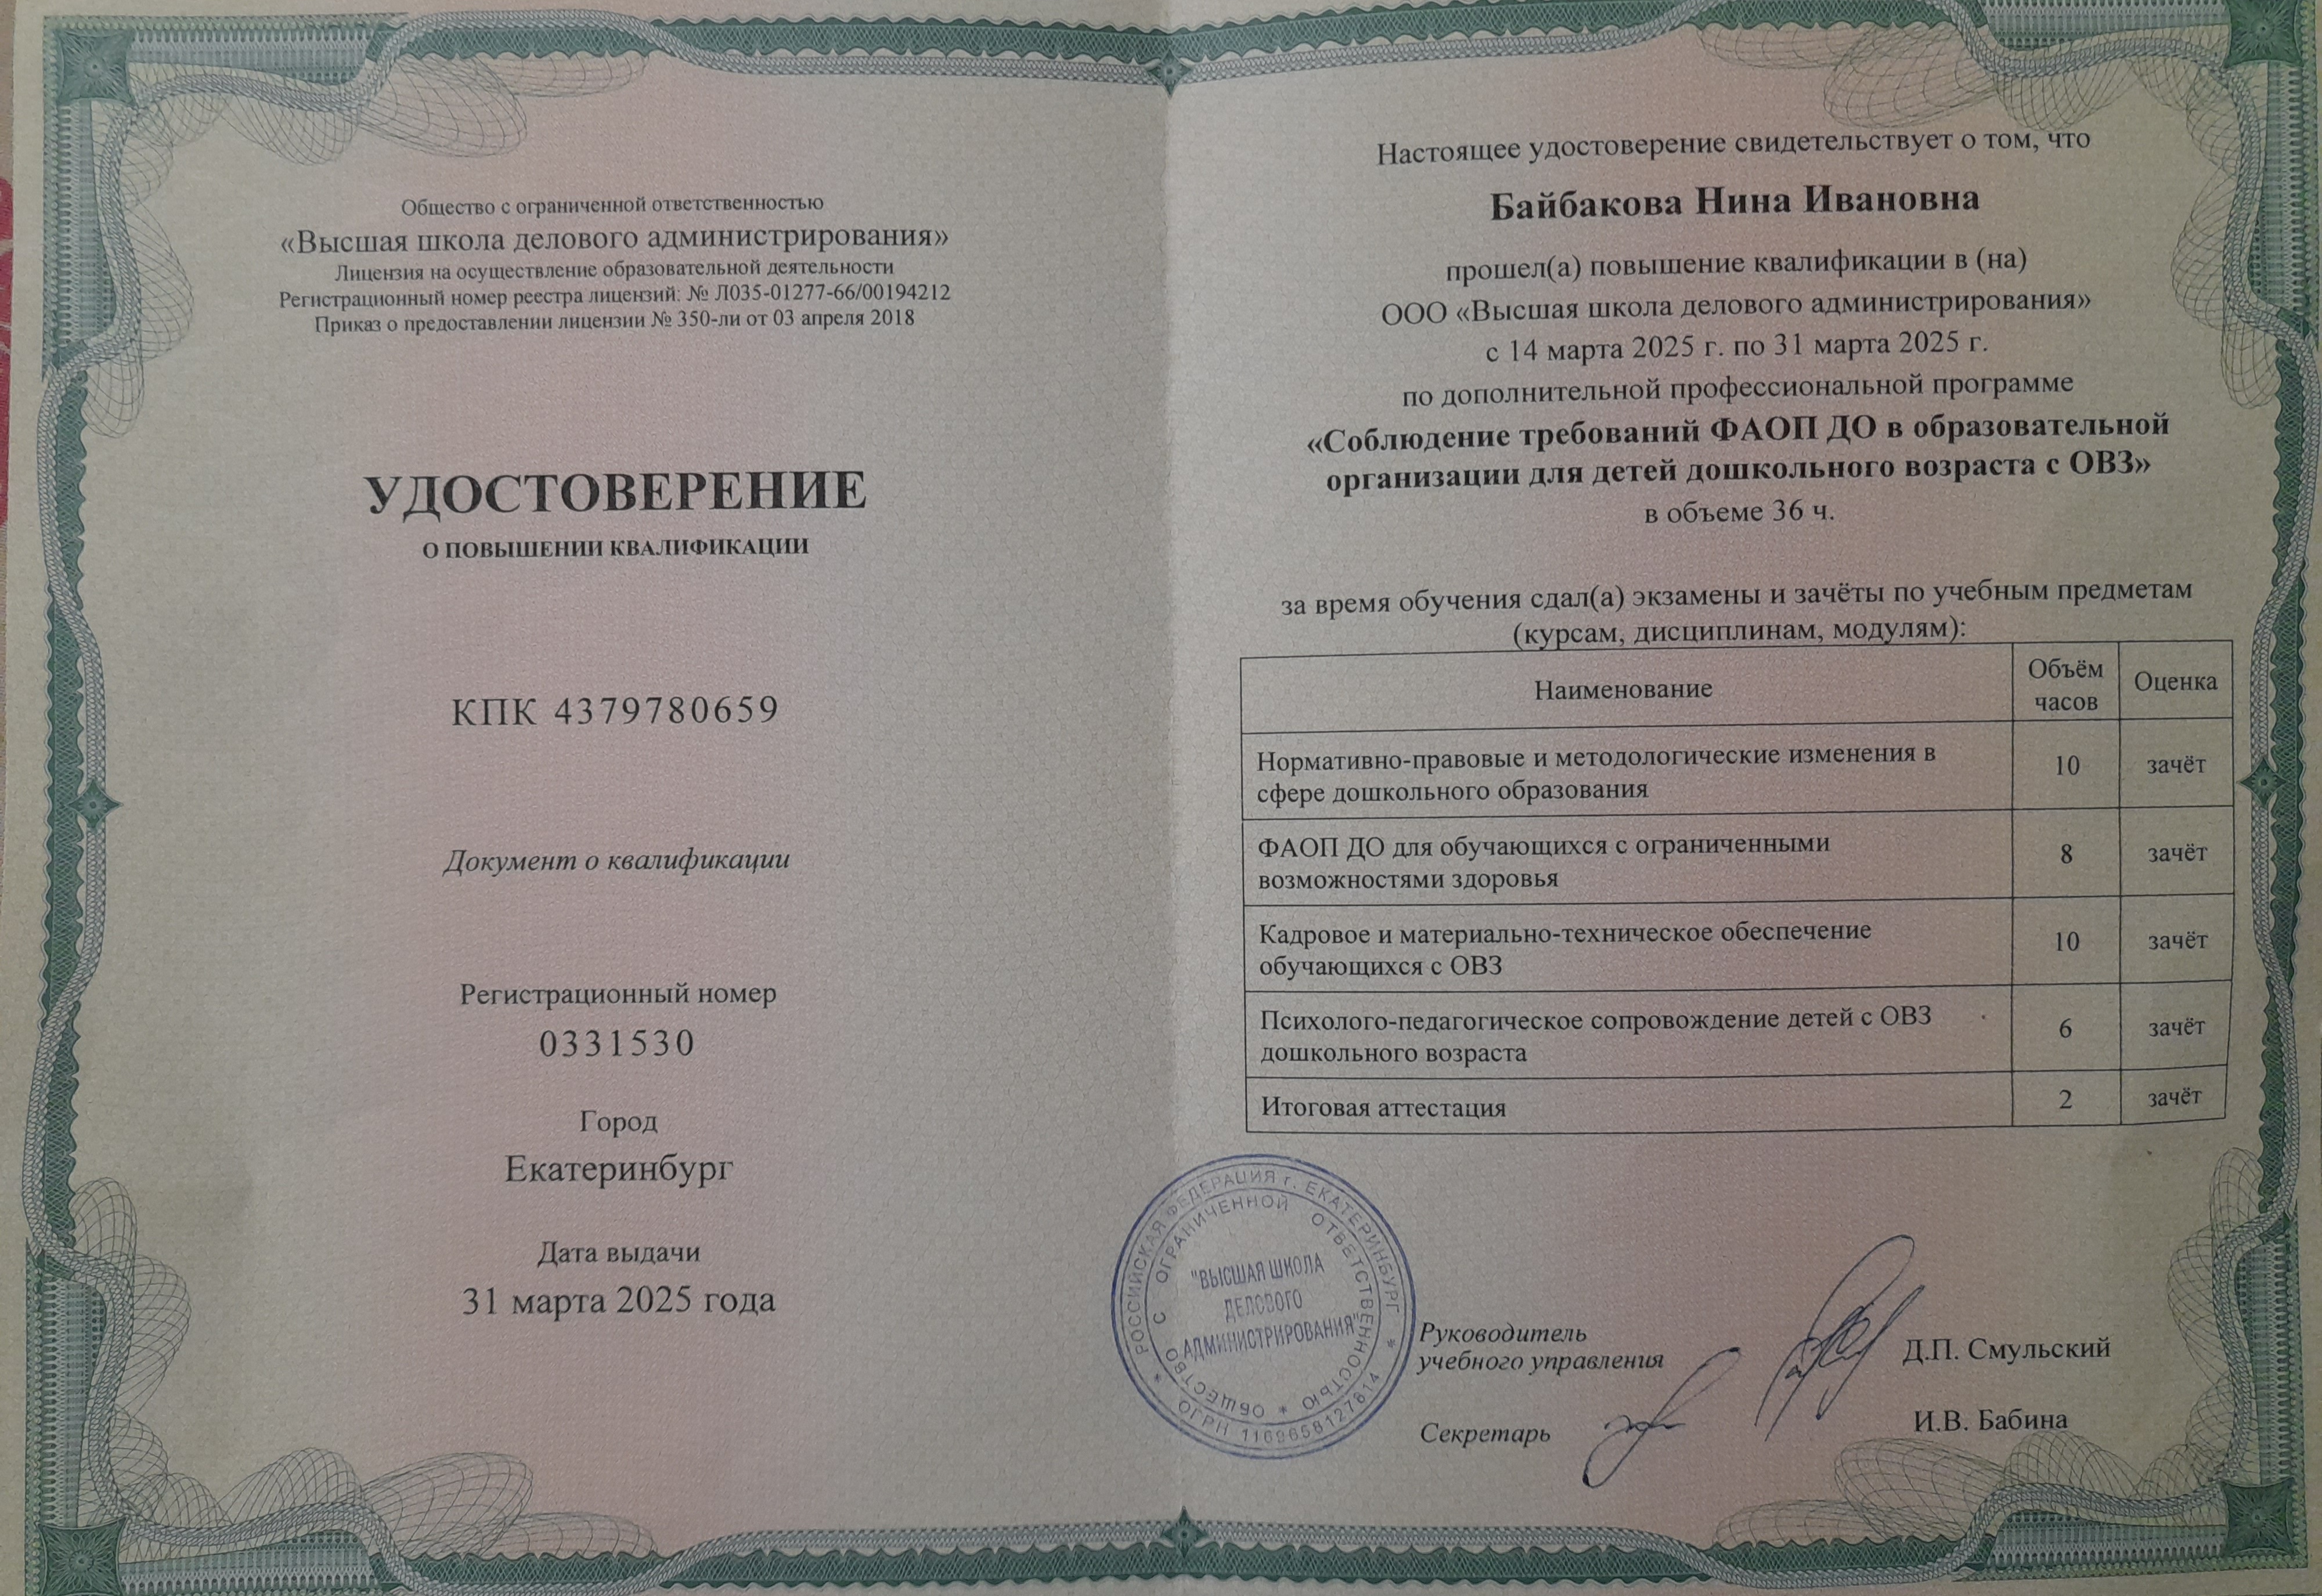 Общество с ограниченной ответственностью
«Высшая школа делового администрирования»
Лицензия на осуществление образовательной деятельности
Регистрационный номер реестра лицензий: № Л035-01277-66/00194212
Приказ о предоставлении лицензии № 350-ли от 03 апреля 2018
УДОСТОВЕРЕНИЕ
О ПОВЫШЕНИИ КВАЛИФИКАЦИИ
КПК 4379780659
Документ о квалификации
Регистрационный номер
0331530
Город
Екатеринбург
Дата выдачи
31 марта 2025 года
Настоящее удостоверение свидетельствует о том, что
Байбакова Нина Ивановна
прошел(а) повышение квалификации в (на)
ООО «Высшая школа делового администрирования»
с 14 марта 2025 г. по 31 марта 2025 г.
по дополнительной профессиональной программе
«Соблюдение требований ФАОП ДО в образовательной
организации для детей дошкольного возраста с ОВЗ»
в объеме 36 ч.
за время обучения сдал(а) экзамены и зачёты по учебным предметам
(курсам, дисциплинам, модулям):
Наименование Объём часов Оценка
Нормативно-правовые и методологические изменения в
сфере дошкольного образования 10 зачёт
ФАОП ДО для обучающихся с ограниченными
возможностями здоровья 8 зачёт
Кадровое и материально-техническое обеспечение
обучающихся с ОВЗ 10 зачёт
Психолого-педагогическое сопровождение детей с ОВЗ
дошкольного возраста 6 зачёт
Итоговая аттестация 2 зачёт
РОССИЙСКАЯ ФЕДЕРАЦИЯ г. ЕКАТЕРИНБУРГ
ОБЩЕСТВО С ОГРАНИЧЕННОЙ ОТВЕТСТВЕННОСТЬЮ
"ВЫСШАЯ ШКОЛА
ДЕЛОВОГО
АДМИНИСТРИРОВАНИЯ"
ОГРН
Руководитель
учебного управления Д.П. Смульский
Секретарь И.В. Бабина